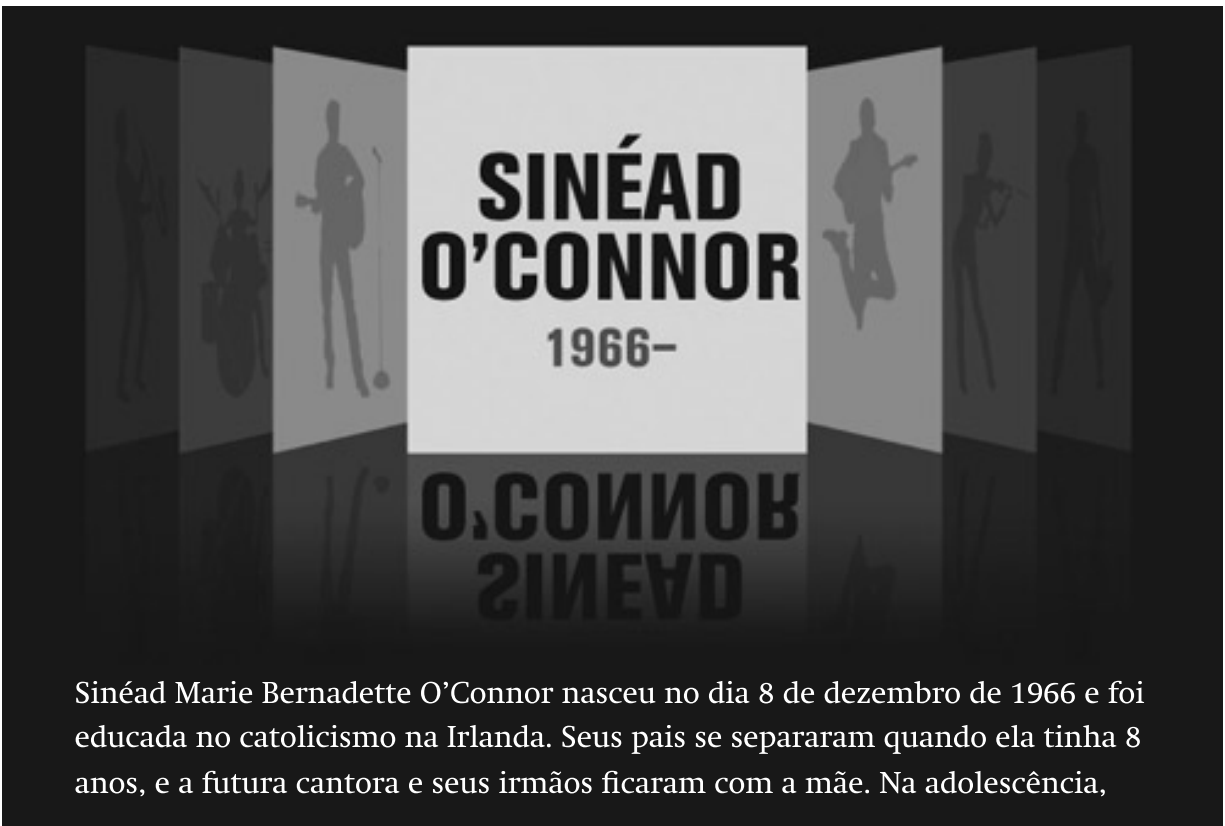 SINÉAD
O’CONNOR
1966–
O’CONNOR
SINÉAD
Sinéad Marie Bernadette O’Connor nasceu no dia 8 de dezembro de 1966 e foi
educada no catolicismo na Irlanda. Seus pais se separaram quando ela tinha 8
anos, e a futura cantora e seus irmãos ficaram com a mãe. Na adolescência,